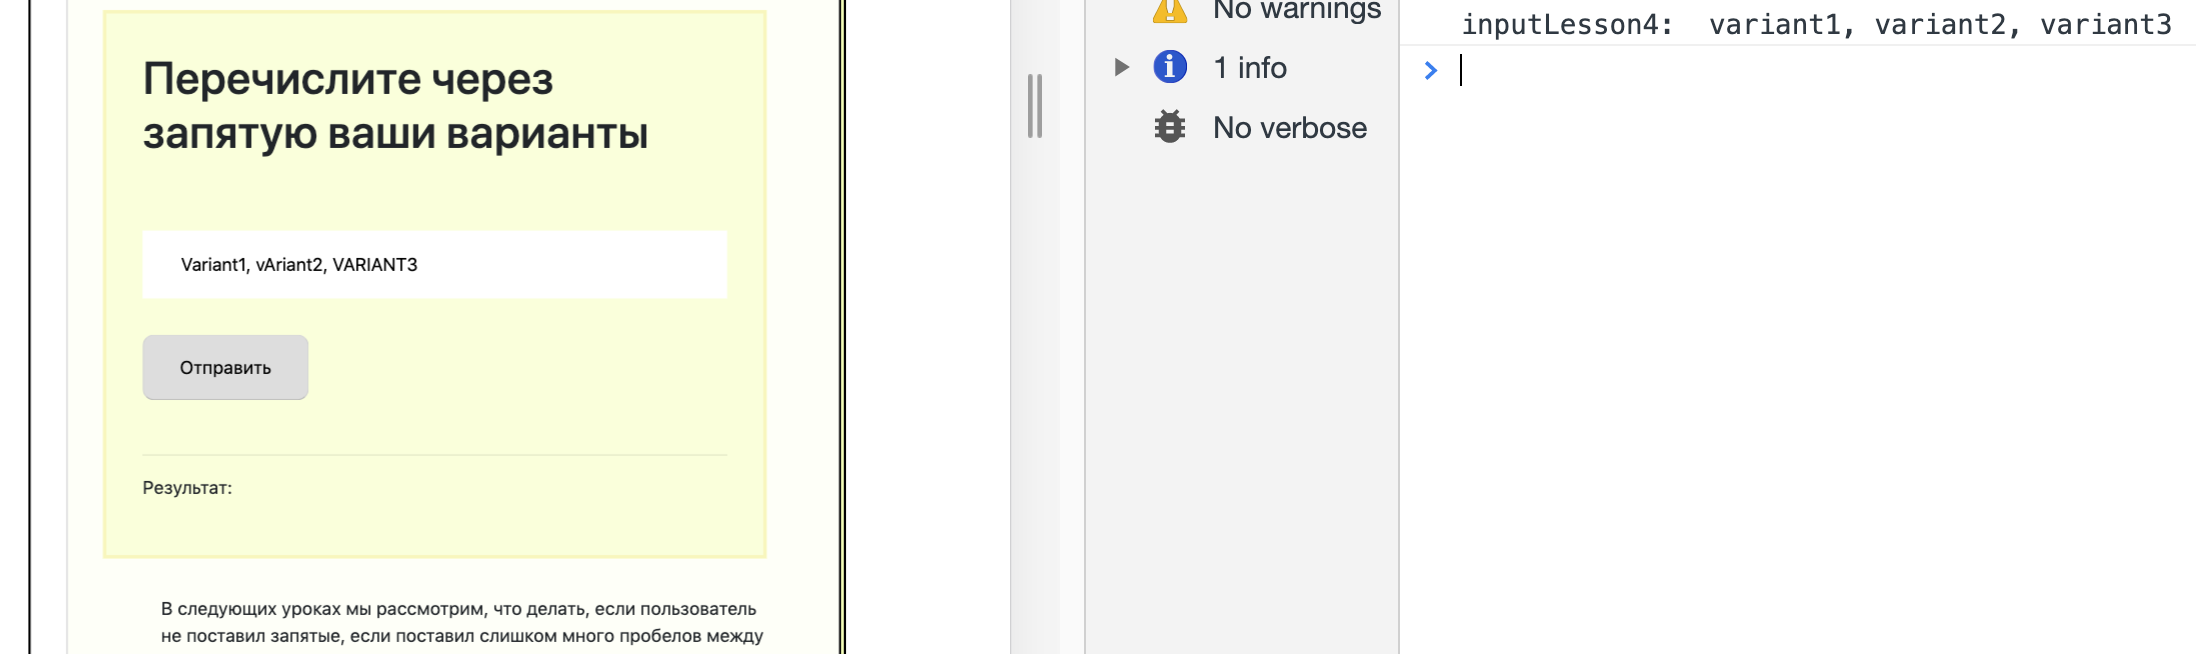 Перечислите через
запятую ваши варианты
Variant1, vAriant2, VARIANT3
Отправить
Результат:
В следующих уроках мы рассмотрим, что делать, если пользователь
не поставил запятые, если поставил слишком много пробелов между
No warnings
1 info
No verbose
inputLesson4:  variant1, variant2, variant3